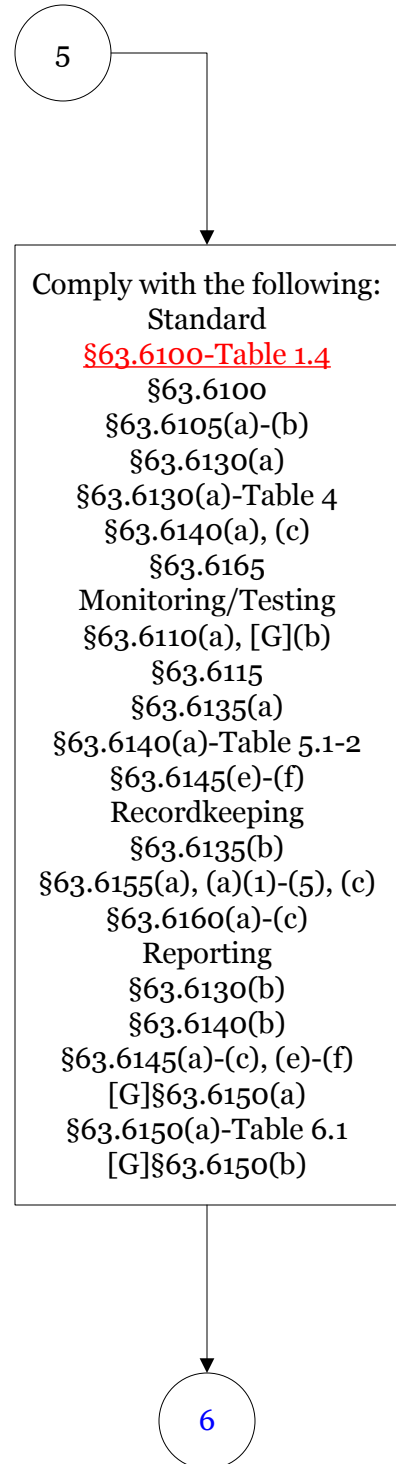 5
Comply with the following:
Standard
§63.6100-Table 1.4
§63.6100
§63.6105(a)-(b)
§63.6130(a)
§63.6130(a)-Table 4
§63.6140(a), (c)
§63.6165
Monitoring/Testing
§63.6110(a), [G](b)
§63.6115
§63.6135(a)
§63.6140(a)-Table 5.1-2
§63.6145(e)-(f)
Recordkeeping
§63.6135(b)
§63.6155(a), (a)(1)-(5), (c)
§63.6160(a)-(c)
Reporting
§63.6130(b)
§63.6140(b)
§63.6145(a)-(c), (e)-(f)
[G]§63.6150(a)
§63.6150(a)-Table 6.1
[G]§63.6150(b)
6